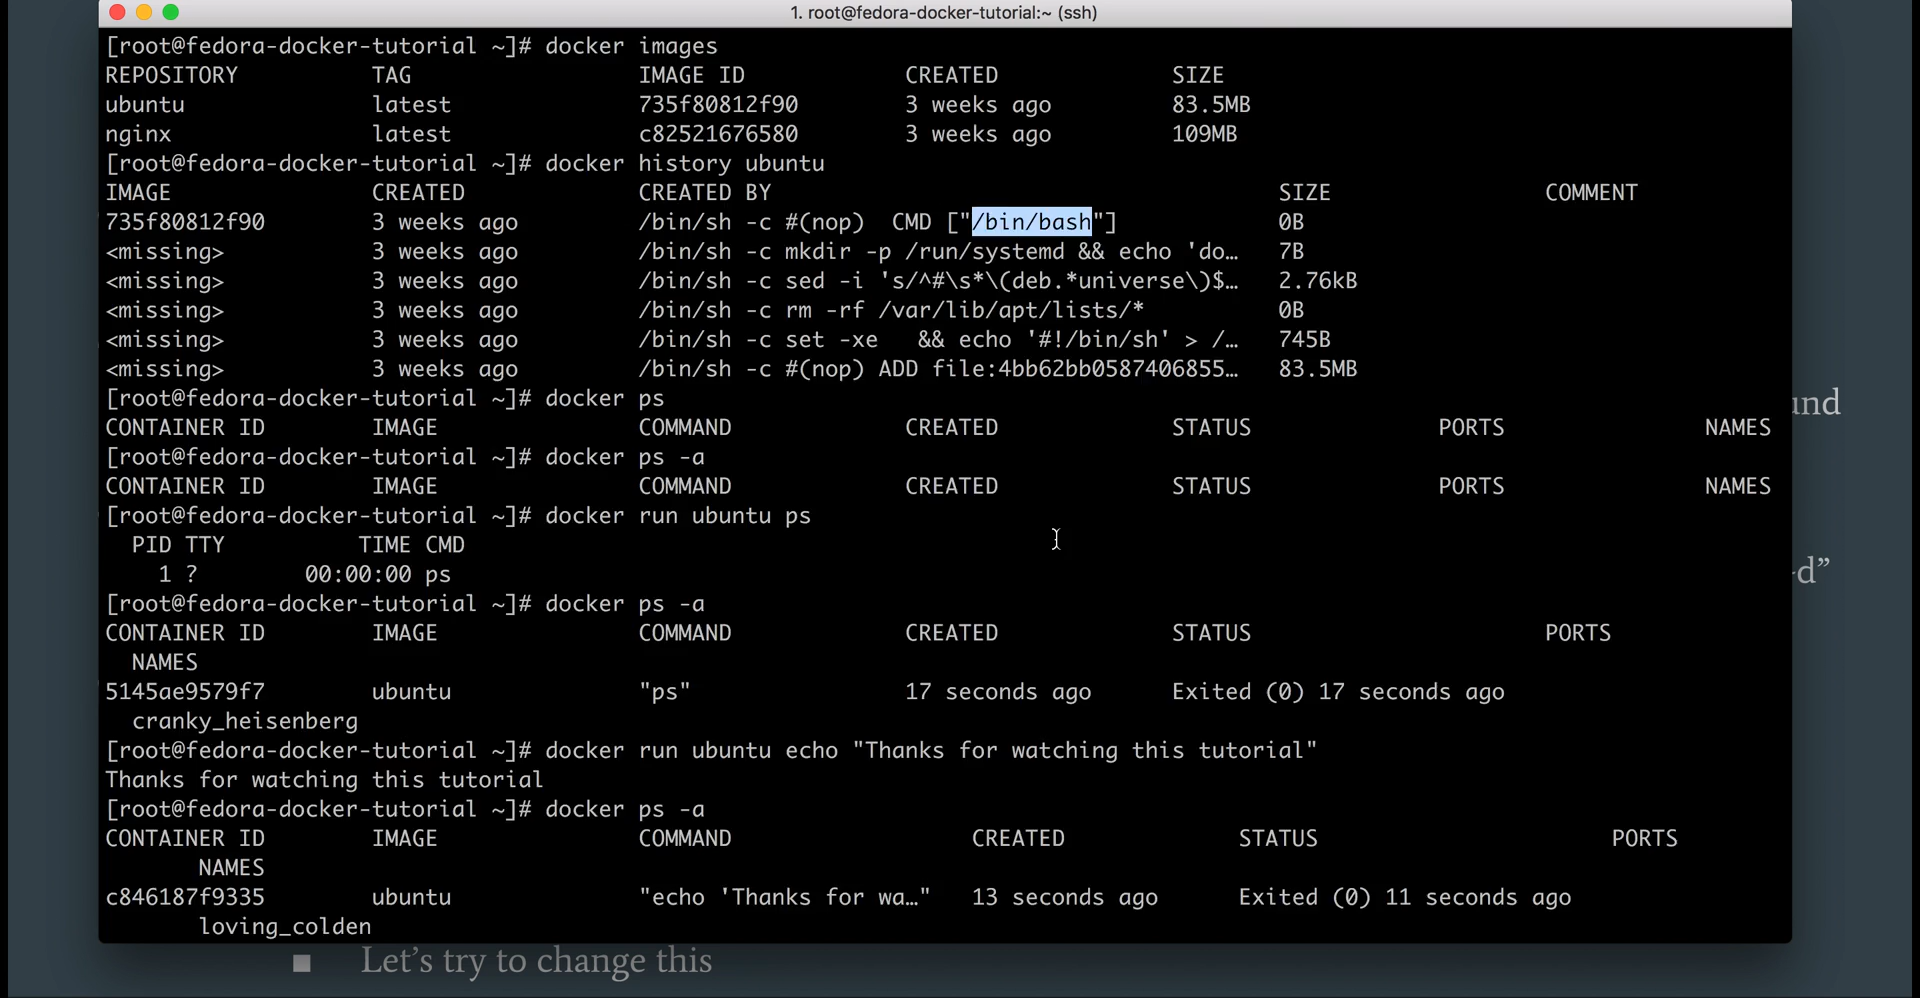 1. root@fedora-docker-tutorial:~ (ssh)
[root@fedora-docker-tutorial ~]# docker images
REPOSITORY TAG IMAGE ID CREATED SIZE
ubuntu latest 735f80812f90 3 weeks ago 83.5MB
nginx latest c82521676580 3 weeks ago 109MB
[root@fedora-docker-tutorial ~]# docker history ubuntu
IMAGE CREATED CREATED BY SIZE COMMENT
735f80812f90 3 weeks ago /bin/sh -c #(nop) CMD ["/bin/bash"] 0B
<missing> 3 weeks ago /bin/sh -c mkdir -p /run/systemd && echo 'do… 7B
<missing> 3 weeks ago /bin/sh -c sed -i 's/^#\s*\(deb.*universe\)$… 2.76kB
<missing> 3 weeks ago /bin/sh -c rm -rf /var/lib/apt/lists/* 0B
<missing> 3 weeks ago /bin/sh -c set -xe && echo '#!/bin/sh' > /… 745B
<missing> 3 weeks ago /bin/sh -c #(nop) ADD file:4bb62bb0587406855… 83.5MB
[root@fedora-docker-tutorial ~]# docker ps
CONTAINER ID IMAGE COMMAND CREATED STATUS PORTS NAMES
[root@fedora-docker-tutorial ~]# docker ps -a
CONTAINER ID IMAGE COMMAND CREATED STATUS PORTS NAMES
[root@fedora-docker-tutorial ~]# docker run ubuntu ps
PID TTY TIME CMD
1 ? 00:00:00 ps
[root@fedora-docker-tutorial ~]# docker ps -a
CONTAINER ID IMAGE COMMAND CREATED STATUS PORTS
NAMES
5145ae9579f7 ubuntu "ps" 17 seconds ago Exited (0) 17 seconds ago
cranky_heisenberg
[root@fedora-docker-tutorial ~]# docker run ubuntu echo "Thanks for watching this tutorial"
Thanks for watching this tutorial
[root@fedora-docker-tutorial ~]# docker ps -a
CONTAINER ID IMAGE COMMAND CREATED STATUS PORTS
NAMES
c846187f9335 ubuntu "echo 'Thanks for wa…" 13 seconds ago Exited (0) 11 seconds ago
loving_colden
■ Let's try to change this